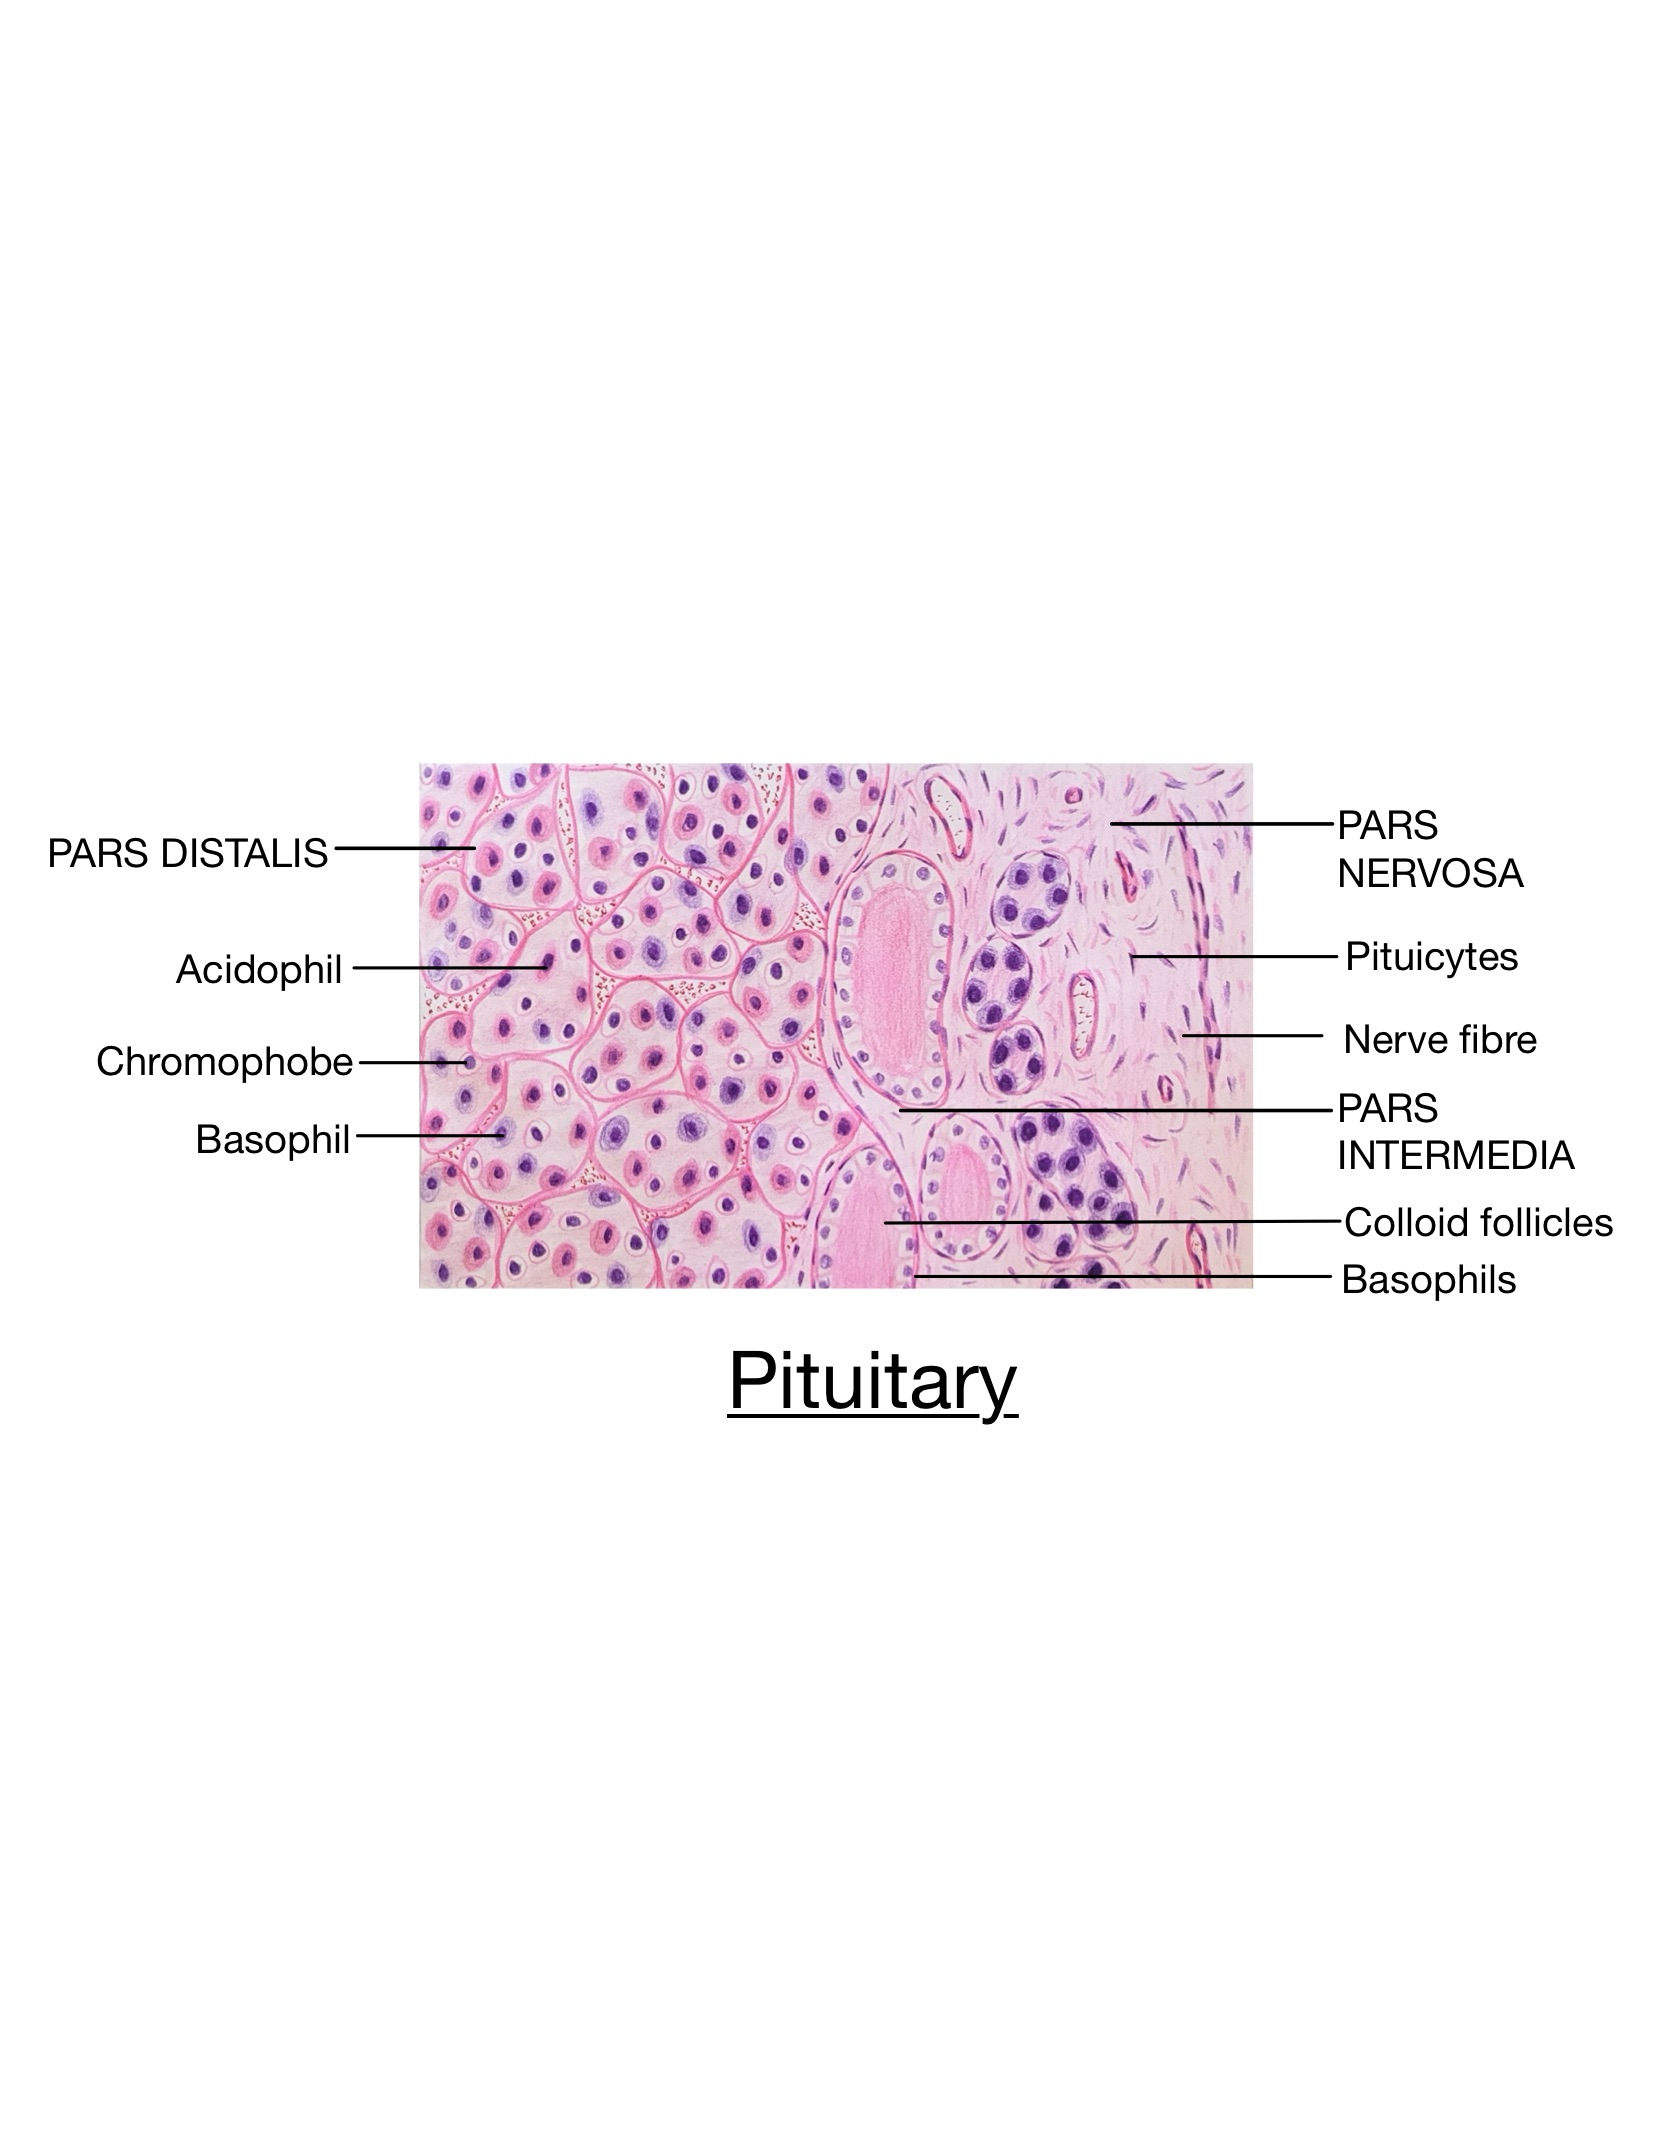 PARS DISTALIS
Acidophil
Chromophobe
Basophil
PARS
NERVOSA
Pituicytes
Nerve fibre
PARS
INTERMEDIA
Colloid follicles
Basophils
Pituitary